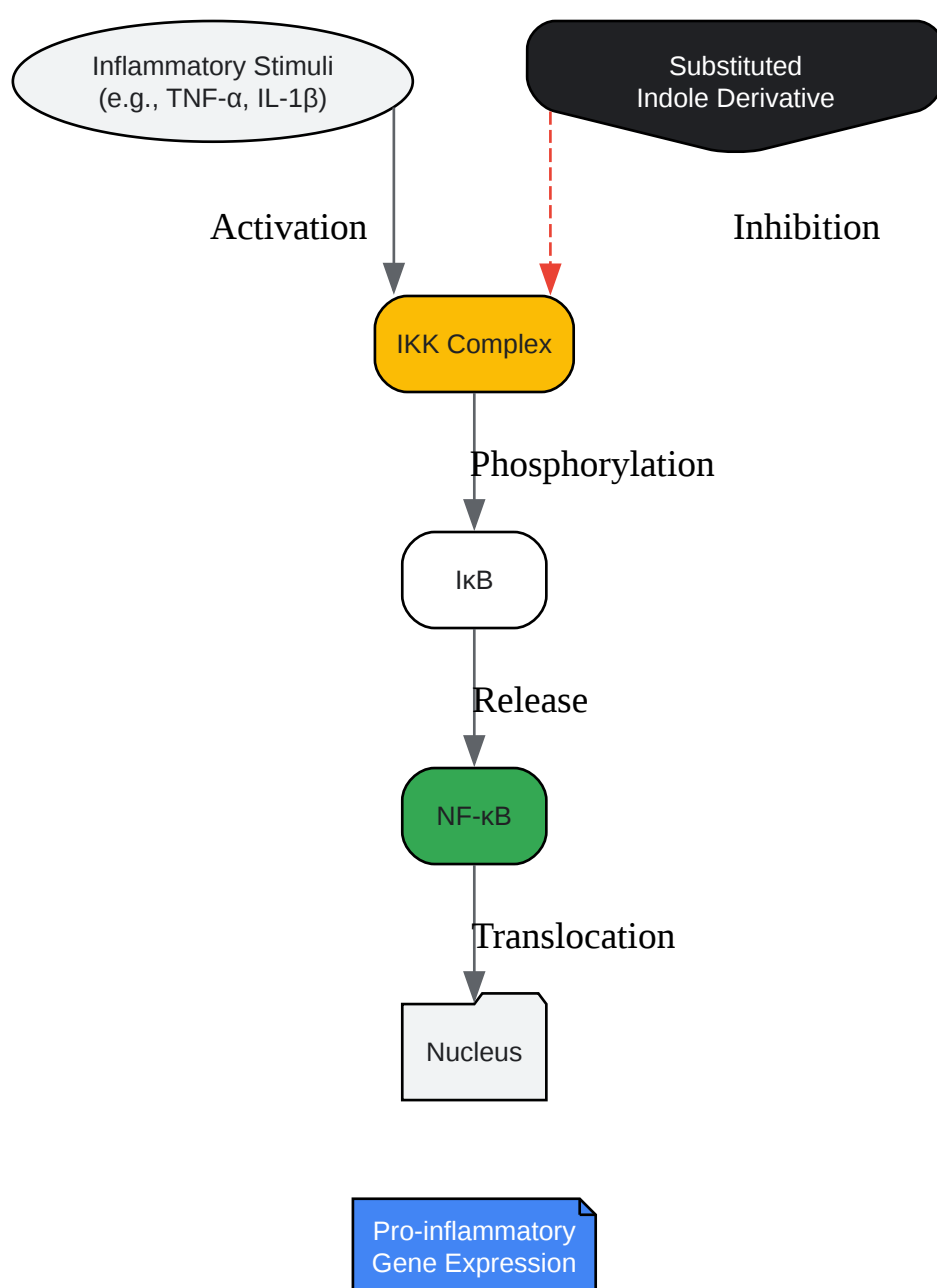 Inflammatory Stimuli
(e.g., TNF-α, IL-1β)
Substituted
Indole Derivative
Activation
Inhibition
IKK Complex
Phosphorylation
IκB
Release
NF-κB
Translocation
Nucleus
Pro-inflammatory
Gene Expression